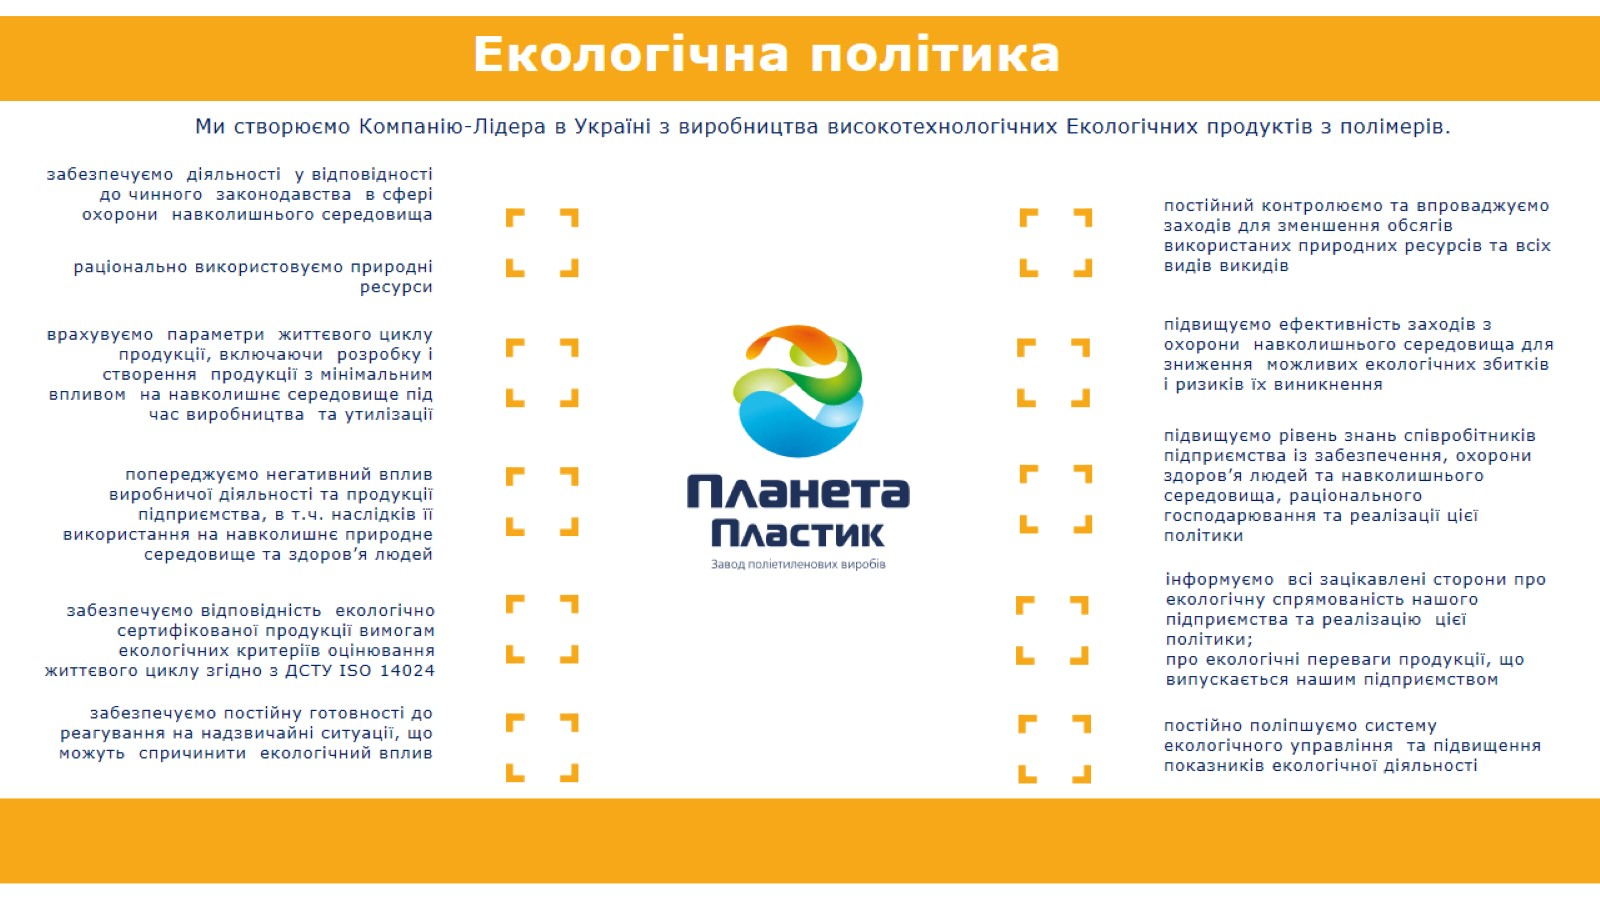 Екологічна політика
Ми створюємо Компанію-Лідера в Україні з виробництва високотехнологічних Екологічних продуктів з полімерів.
забезпечуємо діяльності у відповідності
до чинного законодавства в сфері
охорони навколишнього середовища
раціонально використовуємо природні
ресурси
врахувуємо параметри життєвого циклу
продукції, включаючи розробку і
створення продукції з мінімальним
впливом на навколишнє середовище під
час виробництва та утилізації
попереджуємо негативний вплив
виробничої діяльності та продукції
підприємства, в т.ч. наслідків її
використання на навколишнє природне
середовище та здоров’я людей
забезпечуємо відповідність екологічно
сертифікованої продукції вимогам
екологічних критеріїв оцінювання
життєвого циклу згідно з ДСТУ ISO 14024
забезпечуємо постійну готовності до
реагування на надзвичайні ситуації, що
можуть спричинити екологічний вплив
Планета
Пластик
Завод поліетиленових виробів
постійний контролюємо та впроваджуємо
заходів для зменшення обсягів
використаних природних ресурсів та всіх
видів викидів
підвищуємо ефективність заходів з
охорони навколишнього середовища для
зниження можливих екологічних збитків
і ризиків їх виникнення
підвищуємо рівень знань співробітників
підприємства із забезпечення, охорони
здоров’я людей та навколишнього
середовища, раціонального
господарювання та реалізації цієї
політики
інформуємо всі зацікавлені сторони про
екологічну спрямованість нашого
підприємства та реалізацію цієї
політики;
про екологічні переваги продукції, що
випускається нашим підприємством
постійно поліпшуємо систему
екологічного управління та підвищення
показників екологічної діяльності